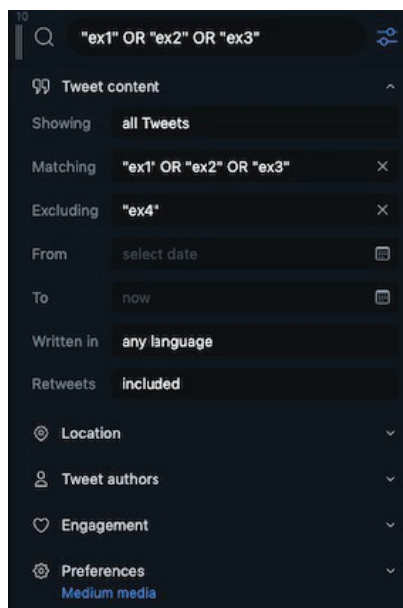 10
"ex1" OR "ex2" OR "ex3"
Tweet content
Showing all Tweets
Matching "ex1" OR "ex2" OR "ex3"
Excluding "ex4"
From select date
To now
Written in any language
Retweets included
Location
Tweet authors
Engagement
Preferences
Medium media